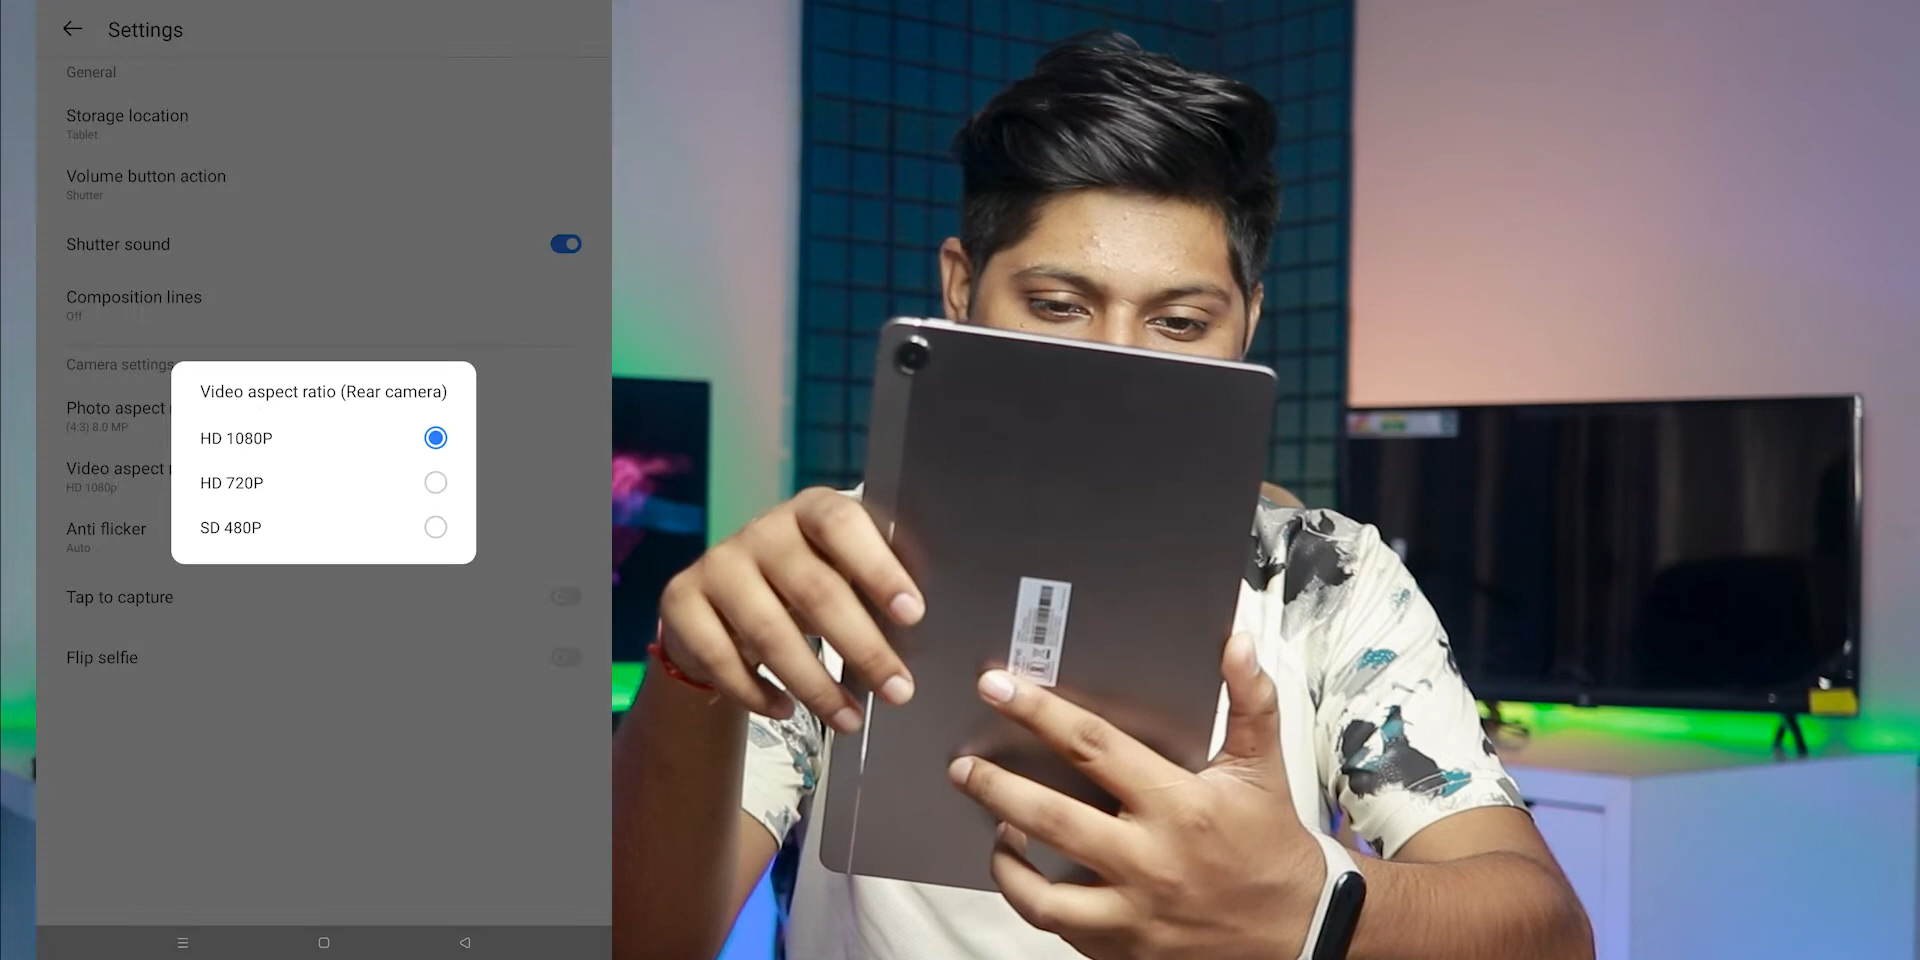 Settings
General
Storage location
Tablet
Volume button action
Shutter
Shutter sound
Composition lines
Off
Camera settings
Video aspect ratio (Rear camera)
Photo aspect
(4:3) 8.0 MP
HD 1080P
Video aspect
HD 1080p
HD 720P
Anti flicker
Auto
SD 480P
Tap to capture
Flip selfie